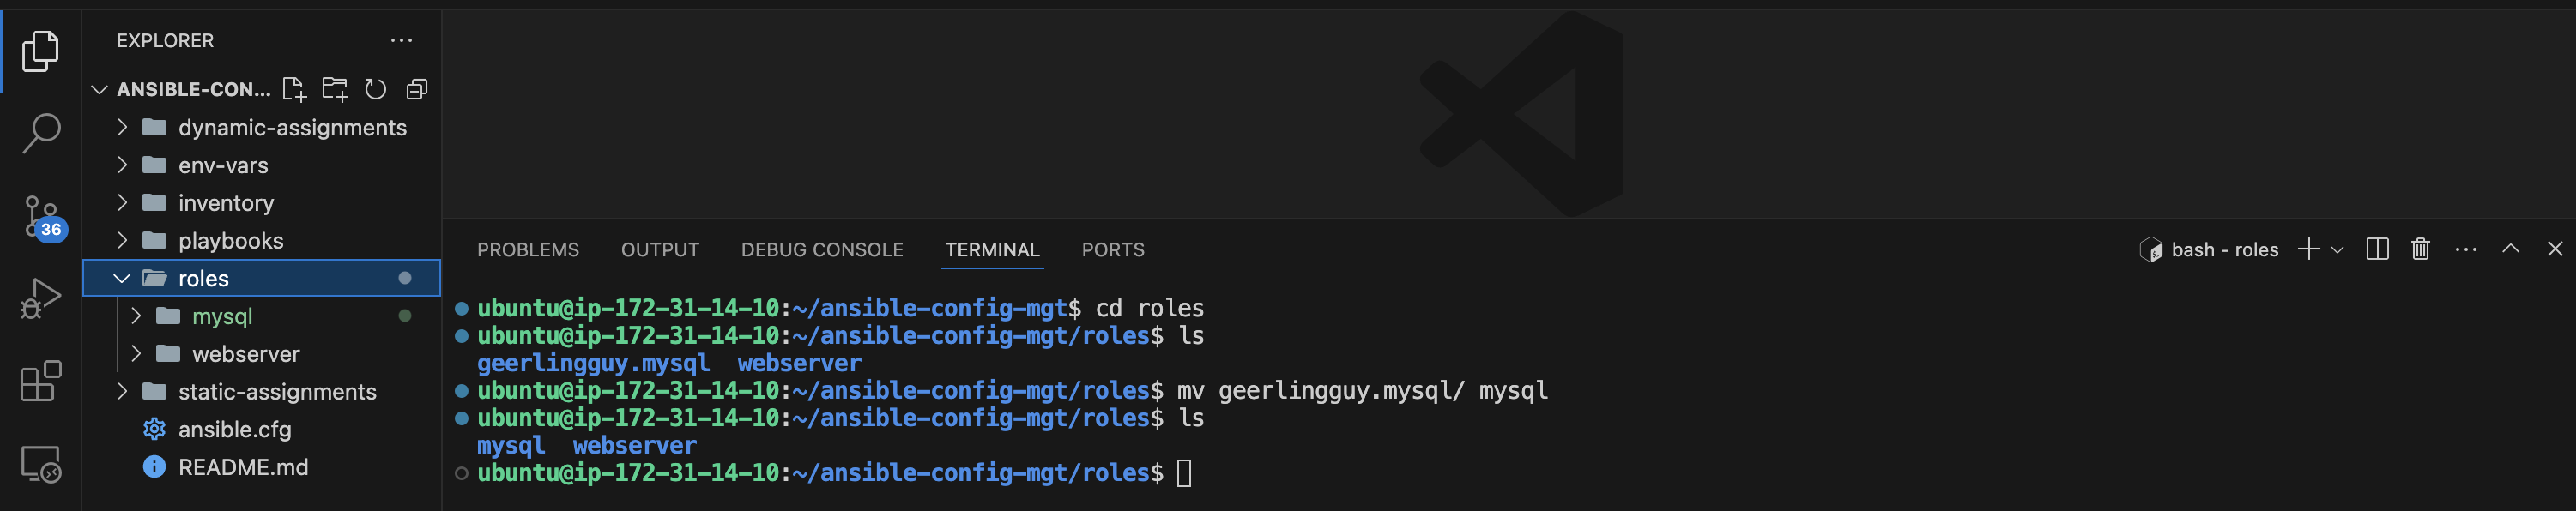 EXPLORER
ANSIBLE-CON...
dynamic-assignments
env-vars
inventory
playbooks
roles
mysql
webserver
static-assignments
ansible.cfg
README.md
36
PROBLEMS OUTPUT DEBUG CONSOLE TERMINAL PORTS
bash - roles
ubuntu@ip-172-31-14-10:~/ansible-config-mgt$ cd roles
ubuntu@ip-172-31-14-10:~/ansible-config-mgt/roles$ ls
geerlingguy.mysql webserver
ubuntu@ip-172-31-14-10:~/ansible-config-mgt/roles$ mv geerlingguy.mysql/ mysql
ubuntu@ip-172-31-14-10:~/ansible-config-mgt/roles$ ls
mysql webserver
ubuntu@ip-172-31-14-10:~/ansible-config-mgt/roles$